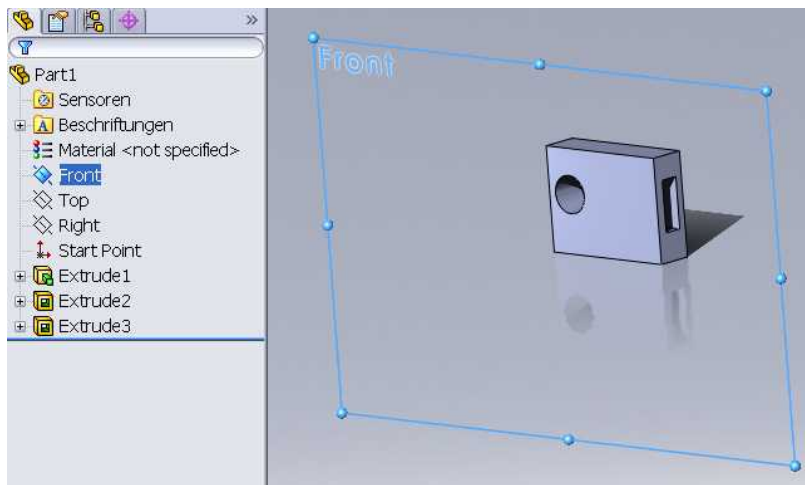 »
Part1
Sensoren
A Beschriftungen
Material <not specified>
Front
Top
Right
Start Point
Extrude1
Extrude2
Extrude3
Front